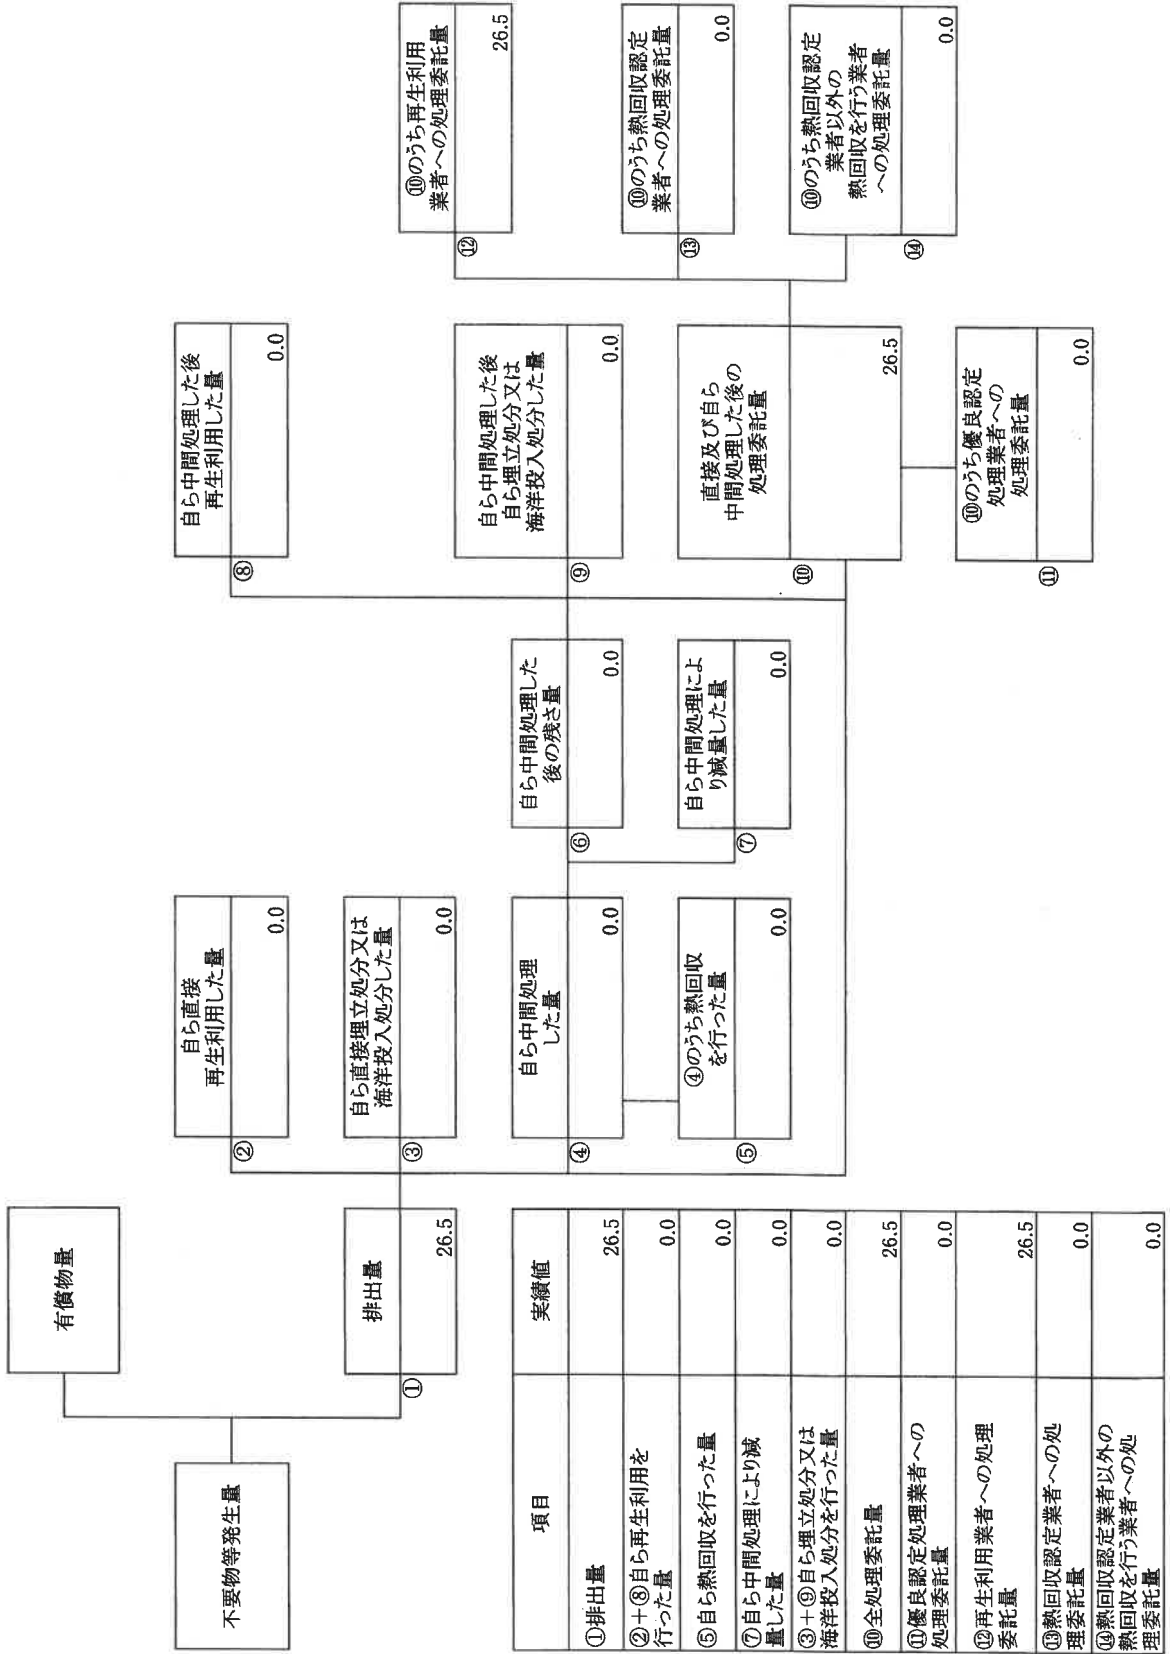 不要物等発生量
有償物量
①
排出量
26.5
②
自ら直接
再生利用した量
0.0
③
自ら直接埋立処分又は
海洋投入処分した量
0.0
④
自ら中間処理
した量
0.0
⑤
④のうち熱回収
を行った量
0.0
⑥
自ら中間処理した
後の残さ量
0.0
⑦
自ら中間処理によ
り減量した量
0.0
⑧
自ら中間処理した後
再生利用した量
0.0
⑨
自ら中間処理した後
自ら埋立処分又は
海洋投入処分した量
0.0
⑩
直接及び自ら
中間処理した後の
処理委託量
26.5
⑪
⑩のうち優良認定
処理業者への
処理委託量
0.0
⑫
⑩のうち再生利用
業者への処理委託量
26.5
⑬
⑩のうち熱回収認定
業者への処理委託量
0.0
⑭
⑩のうち熱回収認定
業者以外の
熱回収を行う業者
への処理委託量
0.0
項目 実績値
①排出量 26.5
②+⑧自ら再生利用を
行った量 0.0
⑤自ら熱回収を行った量 0.0
⑦自ら中間処理により減
量した量 0.0
③+⑨自ら埋立処分又は
海洋投入処分を行った量 0.0
⑩全処理委託量 26.5
⑪優良認定処理業者への
処理委託量 0.0
⑫再生利用業者への処理
委託量 26.5
⑬熱回収認定業者への処
理委託量 0.0
⑭熱回収認定業者以外の
熱回収を行う業者への処
理委託量 0.0